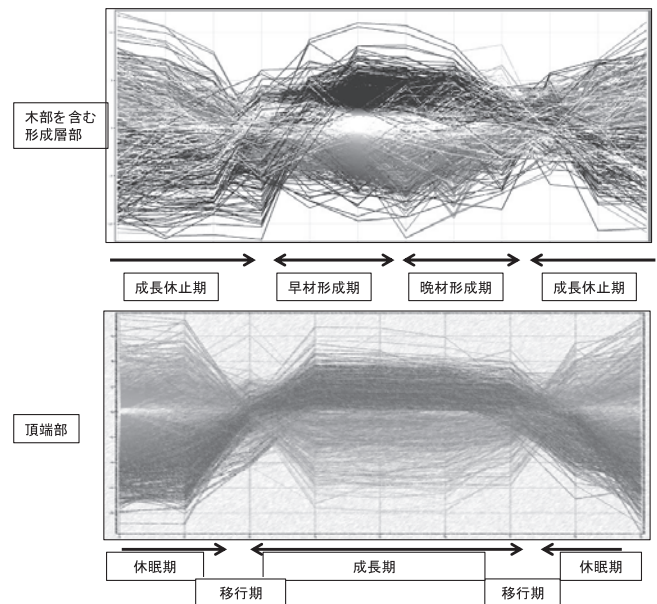 木部を含む
形成層部
成長休止期
早材形成期
晩材形成期
成長休止期
頂端部
休眠期
成長期
休眠期
移行期
移行期